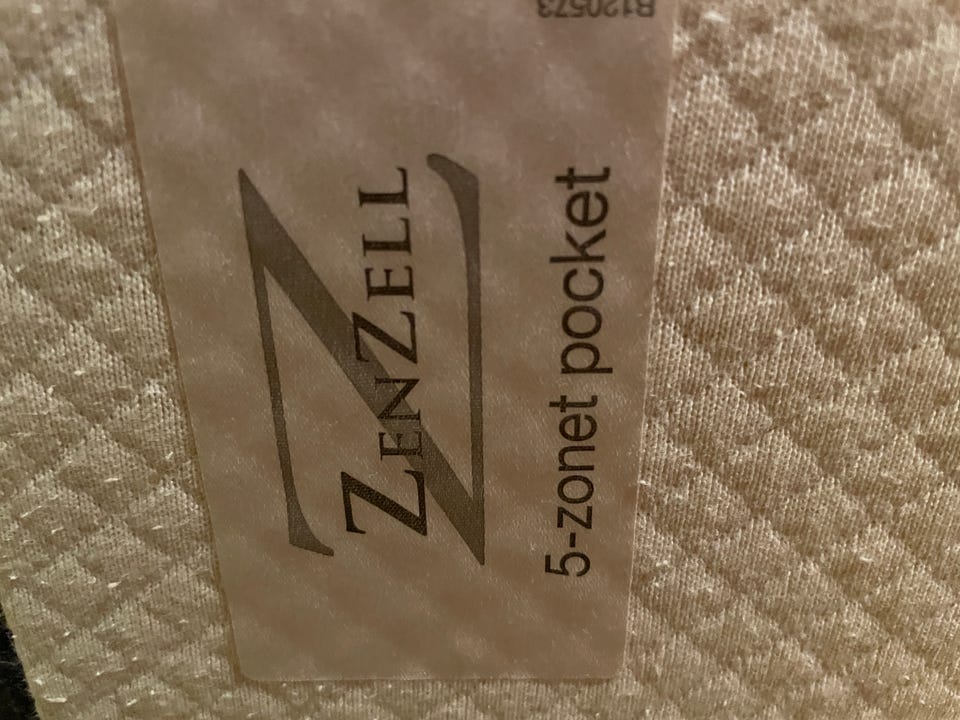 ZENZELL
5-zonet pocket
B120573